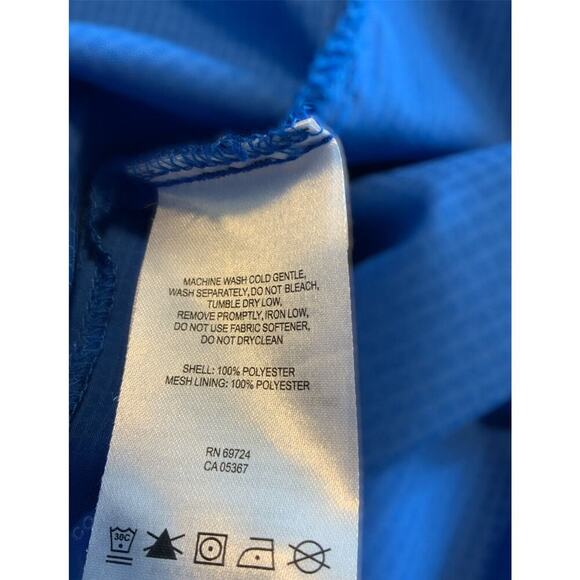 MACHINE WASH COLD GENTLE,
WASH SEPARATELY, DO NOT BLEACH,
TUMBLE DRY LOW,
REMOVE PROMPTLY, IRON LOW,
DO NOT USE FABRIC SOFTENER,
DO NOT DRYCLEAN
SHELL: 100% POLYESTER
MESH LINING: 100% POLYESTER
RN 69724
CA 05367
30C